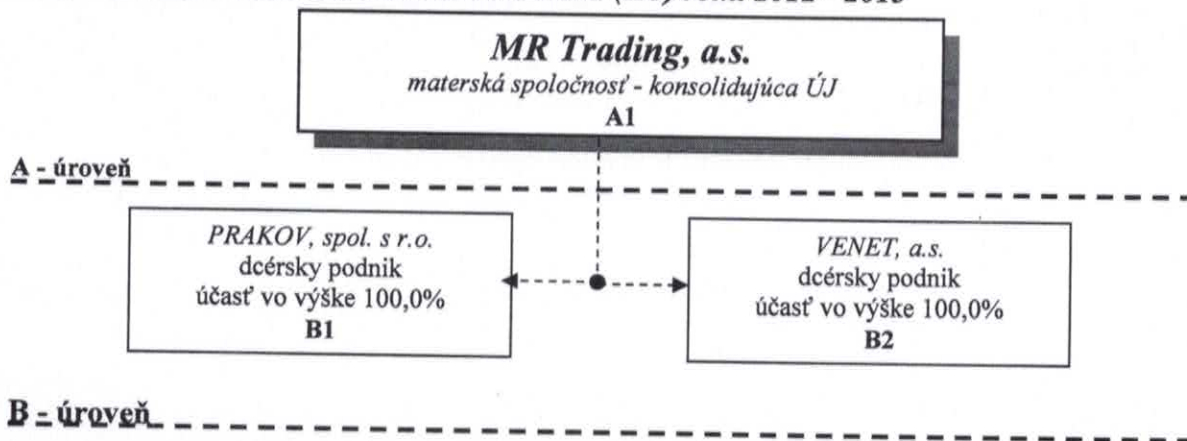 MR Trading, a.s.
materská spoločnosť - konsolidujúca ÚJ
A1
A - úroveň
PRAKOV, spol. s r.o.
dcérsky podnik
účasť vo výške 100,0%
B1
VENET, a.s.
dcérsky podnik
účasť vo výške 100,0%
B2
B - úroveň